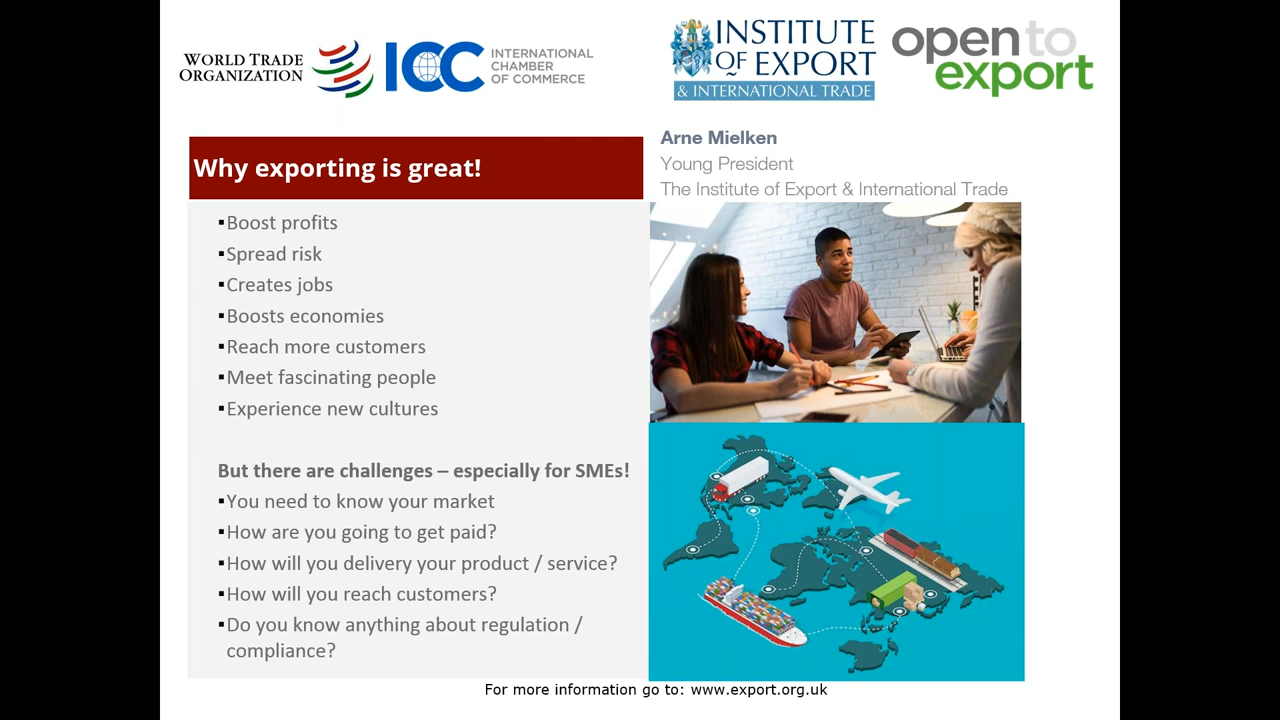 WORLD TRADE
ORGANIZATION
ICC
INTERNATIONAL
CHAMBER
OF COMMERCE
INSTITUTE
OF EXPORT
& INTERNATIONAL TRADE
open to
export
Arne Mielken
Young President
The Institute of Export & International Trade
Why exporting is great!
▪Boost profits
▪Spread risk
▪Creates jobs
▪Boosts economies
▪Reach more customers
▪Meet fascinating people
▪Experience new cultures
But there are challenges – especially for SMEs!
▪You need to know your market
▪How are you going to get paid?
▪How will you delivery your product / service?
▪How will you reach customers?
▪Do you know anything about regulation /
compliance?
For more information go to: www.export.org.uk